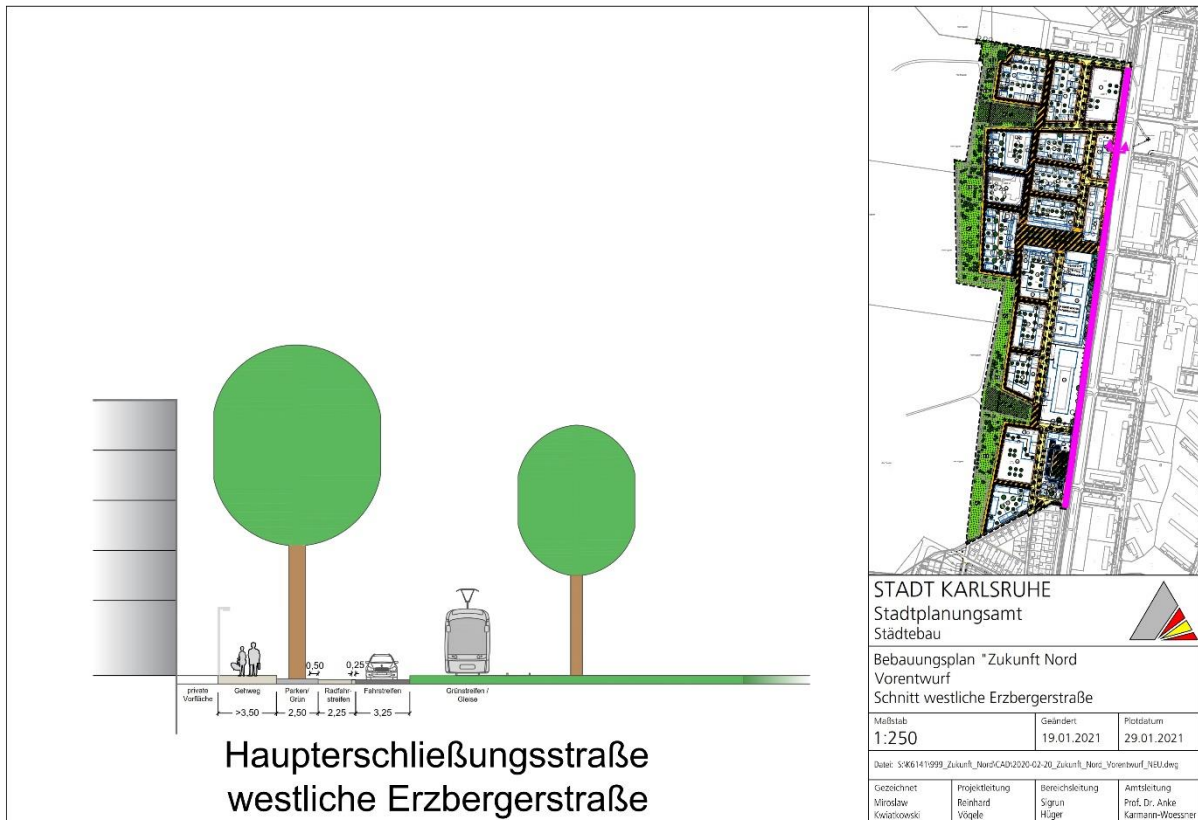 0,50
0,25
private
Vorfläche
Gehweg
Parken/
Grün
Radfahr-
streifen
Fahrstreifen
Grünstreifen /
Gleise
>3,50
2,50
2,25
3,25
Haupterschließungsstraße
westliche Erzbergerstraße
STADT KARLSRUHE
Stadtplanungsamt
Städtebau
Bebauungsplan "Zukunft Nord
Vorentwurf
Schnitt westliche Erzbergerstraße
Maßstab
1:250
Geändert
19.01.2021
Plotdatum
29.01.2021
Datei: S:\K6141\999_Zukunft_Nord\CAD\2020-02-20_Zukunft_Nord_Vorentwurf_NEU.dwg
Gezeichnet
Miroslaw
Kwiatkowski
Projektleitung
Reinhard
Vögele
Bereichsleitung
Sigrun
Hüger
Amtsleitung
Prof. Dr. Anke
Karmann-Woessner